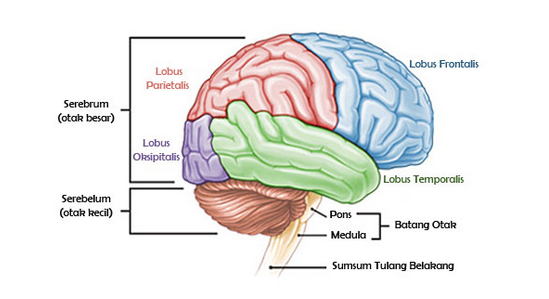 Lobus Frontalis
Lobus
Parietalis
Serebrum
(otak besar)
Lobus
Oksipitalis
Lobus Temporalis
Serebelum
(otak kecil)
Pons
Batang Otak
Medula
Sumsum Tulang Belakang